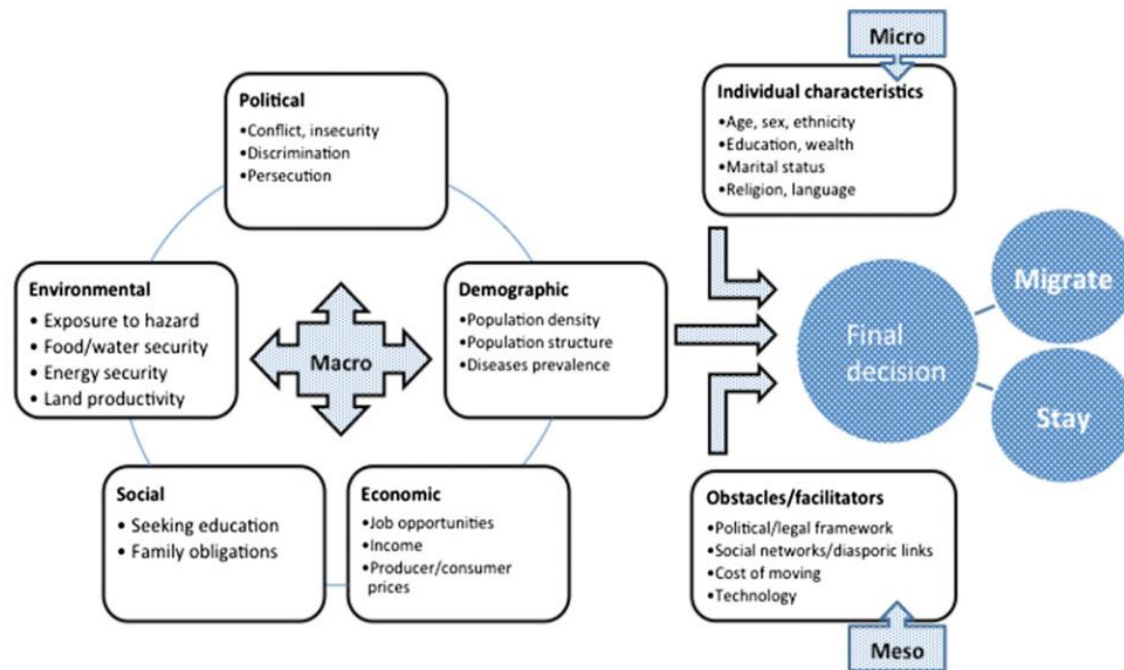 Micro
Political
•Conflict, insecurity
•Discrimination
•Persecution
Individual characteristics
•Age, sex, ethnicity
•Education, wealth
•Marital status
•Religion, language
Environmental
• Exposure to hazard
• Food/water security
• Energy security
• Land productivity
Macro
Demographic
•Population density
•Population structure
•Diseases prevalence
Final
decision
Migrate
Stay
Social
• Seeking education
• Family obligations
Economic
•Job opportunities
•Income
•Producer/consumer
prices
Obstacles/facilitators
•Political/legal framework
•Social networks/diasporic links
•Cost of moving
•Technology
Meso